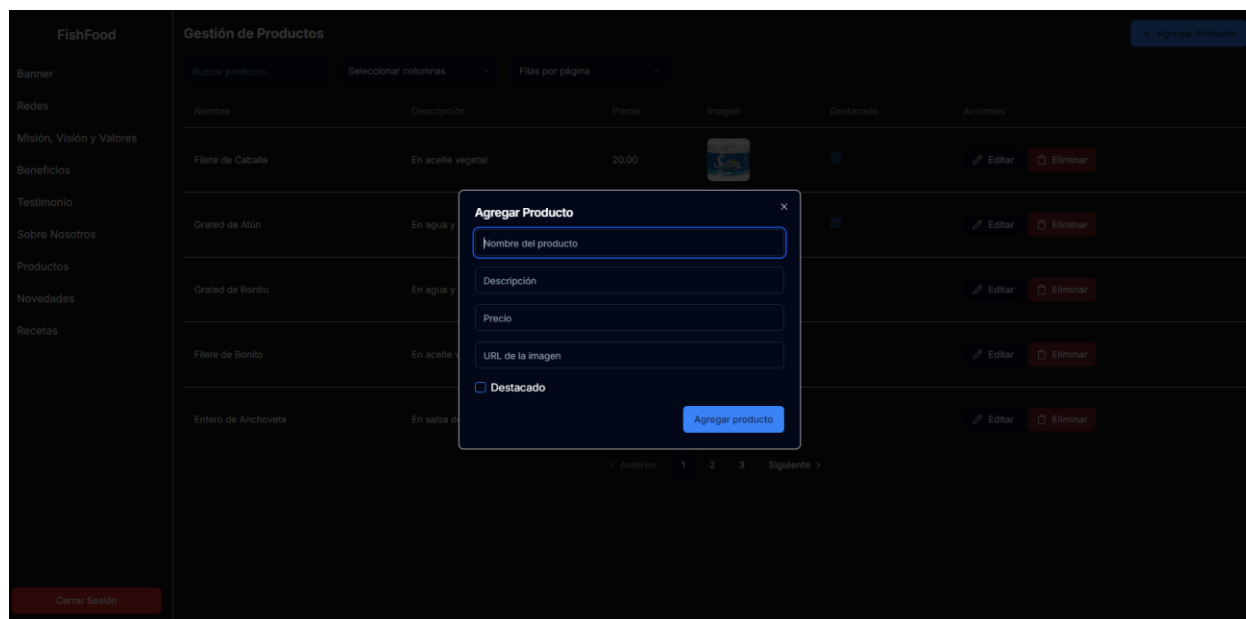 FishFood
Gestión de Productos
+ Agregar Producto
Banner
Redes
Misión, Visión y Valores
Beneficios
Testimonio
Sobre Nosotros
Productos
Novedades
Recetas
Cerrar Sesión
Buscar producto... Seleccionar columnas Filas por página
Nombre Descripción Precio Imagen Destacado Acciones
Filete de Caballa En aceite vegetal 20.00 Editar Eliminar
Grated de Atún En agua y Editar Eliminar
Grated de Bonito En agua y Editar Eliminar
Filete de Bonito En aceite v Editar Eliminar
Entero de Anchoveta En salsa de Editar Eliminar
Agregar Producto ×
Nombre del producto
Descripción
Precio
URL de la imagen
Destacado
Agregar producto
< Anterior 1 2 3 Siguiente >